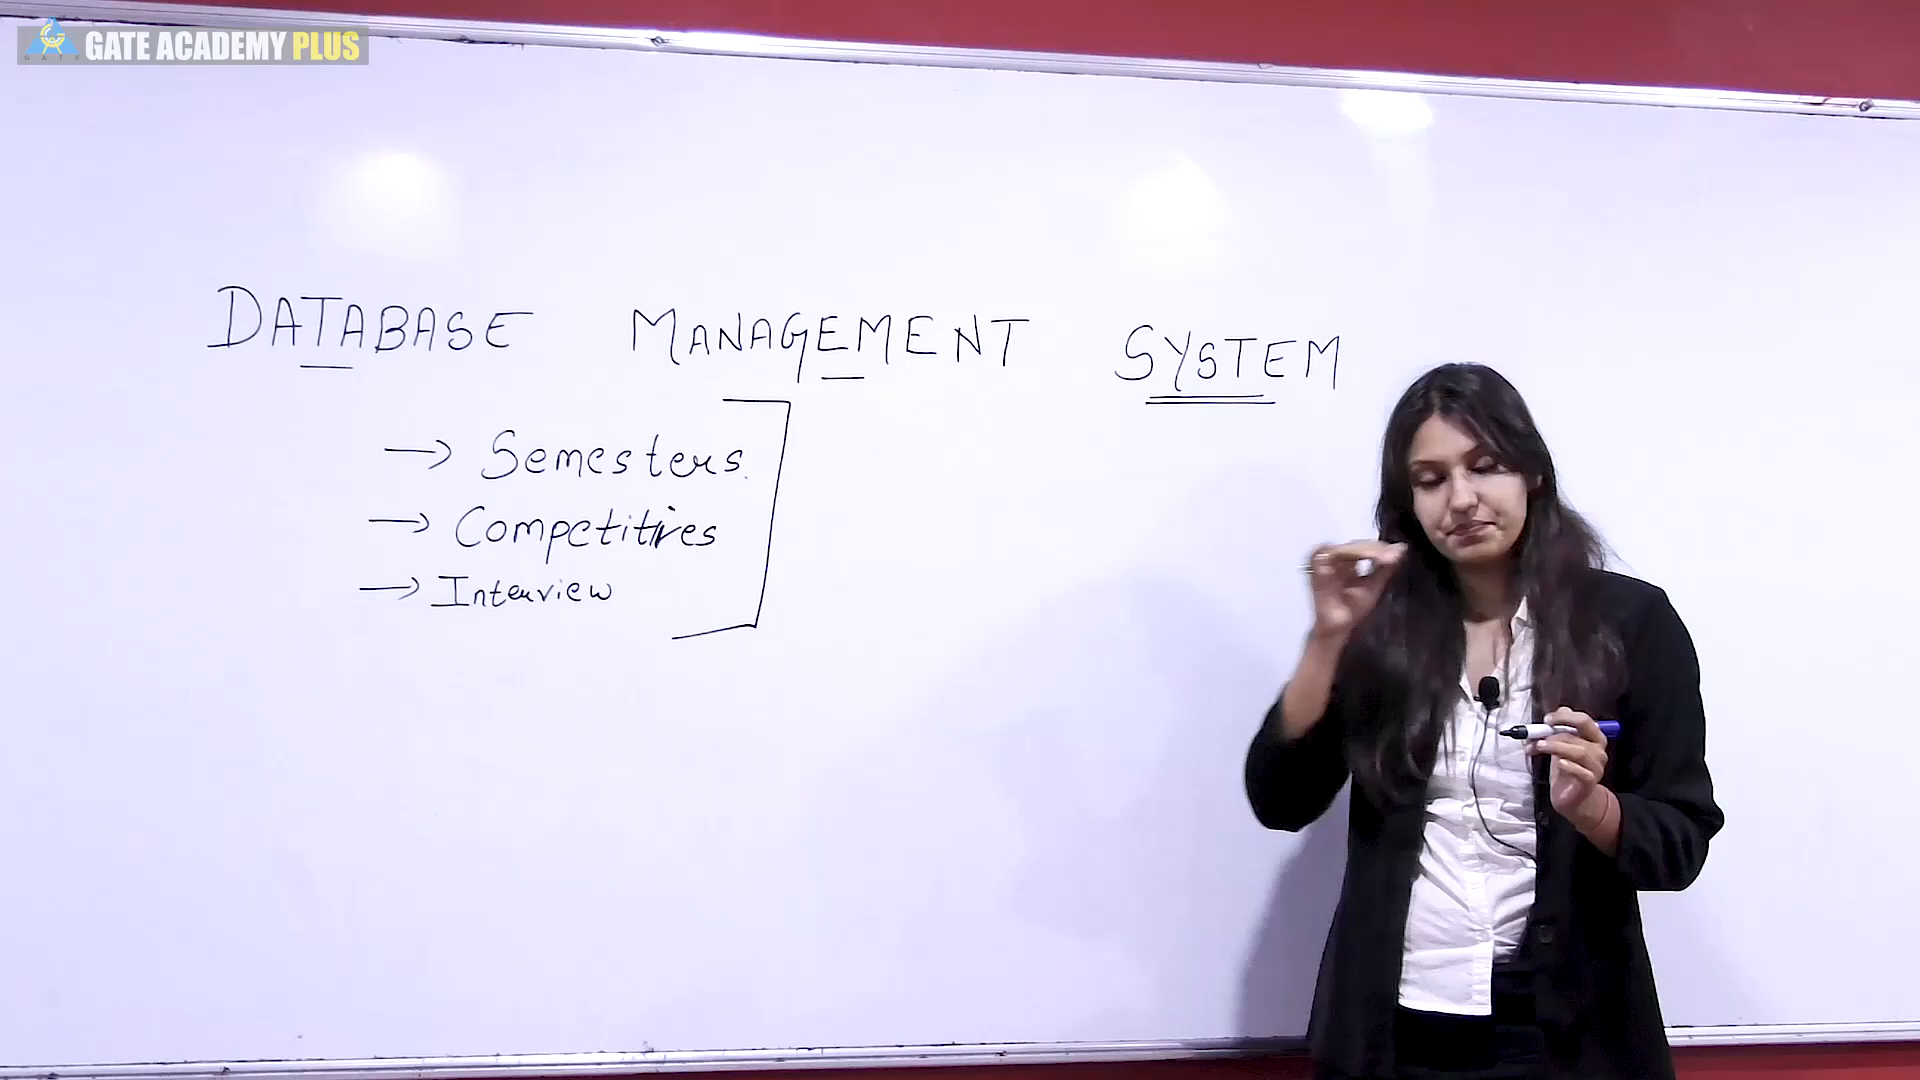 GATE ACADEMY PLUS
DATABASE MANAGEMENT SYSTEM
→ Semesters.
→ Competitives
→ Interview